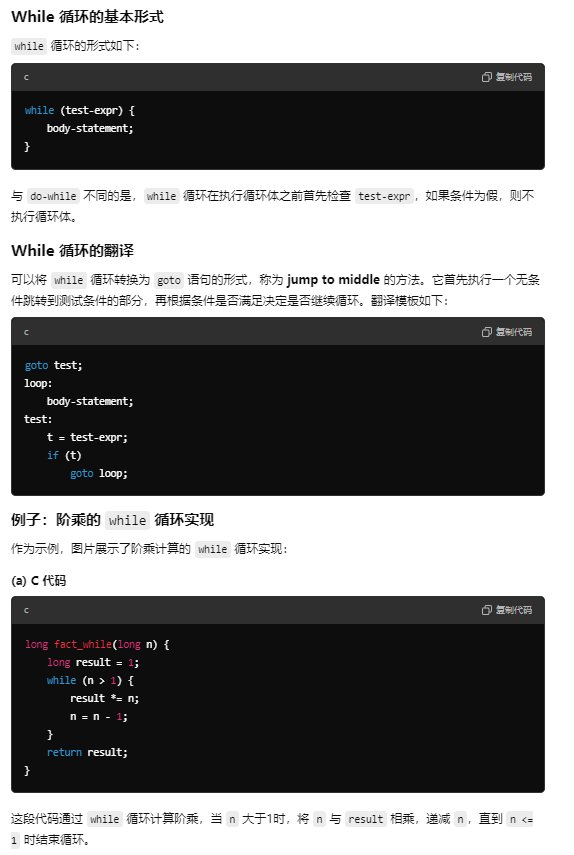 While 循环的基本形式
while 循环的形式如下：
c 复制代码
while (test-expr) {
    body-statement;
}
与 do-while 不同的是，while 循环在执行循环体之前首先检查 test-expr，如果条件为假，则不
执行循环体。
While 循环的翻译
可以将 while 循环转换为 goto 语句的形式，称为 jump to middle 的方法。它首先执行一个无条
件跳转到测试条件的部分，再根据条件是否满足决定是否继续循环。翻译模板如下：
c 复制代码
goto test;
loop:
    body-statement;
test:
    t = test-expr;
    if (t)
        goto loop;
例子：阶乘的 while 循环实现
作为示例，图片展示了阶乘计算的 while 循环实现：
(a) C 代码
c 复制代码
long fact_while(long n) {
    long result = 1;
    while (n > 1) {
        result *= n;
        n = n - 1;
    }
    return result;
}
这段代码通过 while 循环计算阶乘，当 n 大于1时，将 n 与 result 相乘，递减 n，直到 n <=
1 时结束循环。